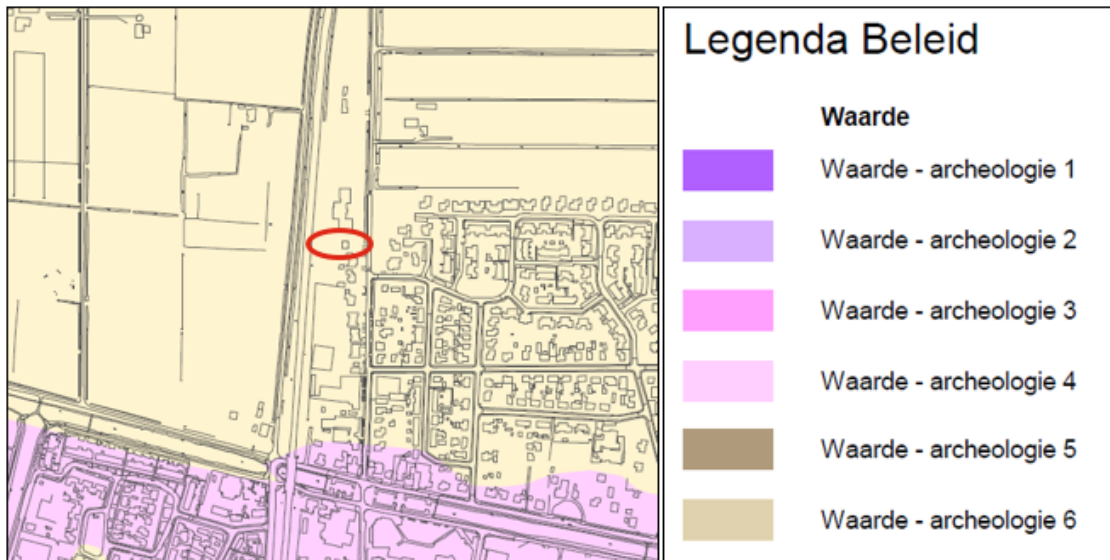 Legenda Beleid
Waarde
Waarde - archeologie 1
Waarde - archeologie 2
Waarde - archeologie 3
Waarde - archeologie 4
Waarde - archeologie 5
Waarde - archeologie 6